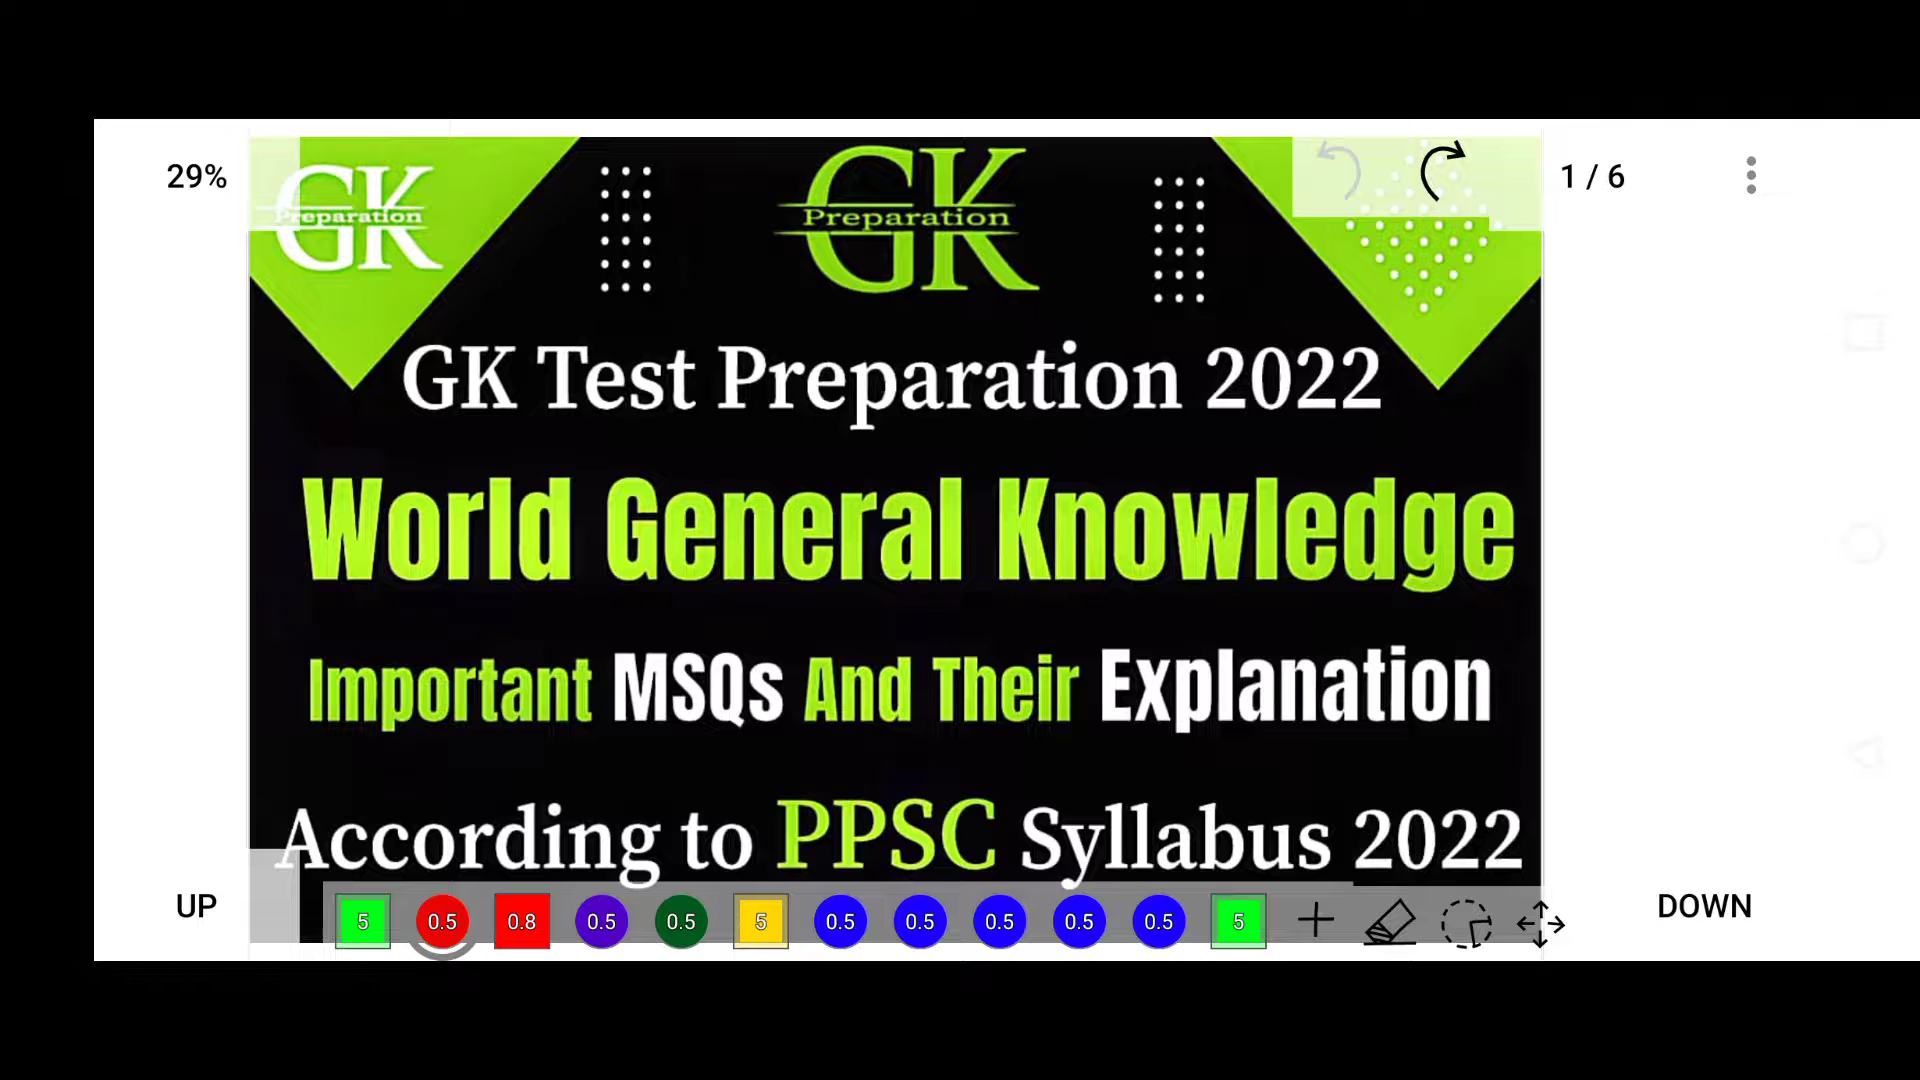 29%
GK
Preparation
GK
Preparation
1 / 6
GK Test Preparation 2022
World General Knowledge
Important MSQs And Their Explanation
According to PPSC Syllabus 2022
UP
5 0.5 0.8 0.5 0.5 5 0.5 0.5 0.5 0.5 0.5 5
DOWN